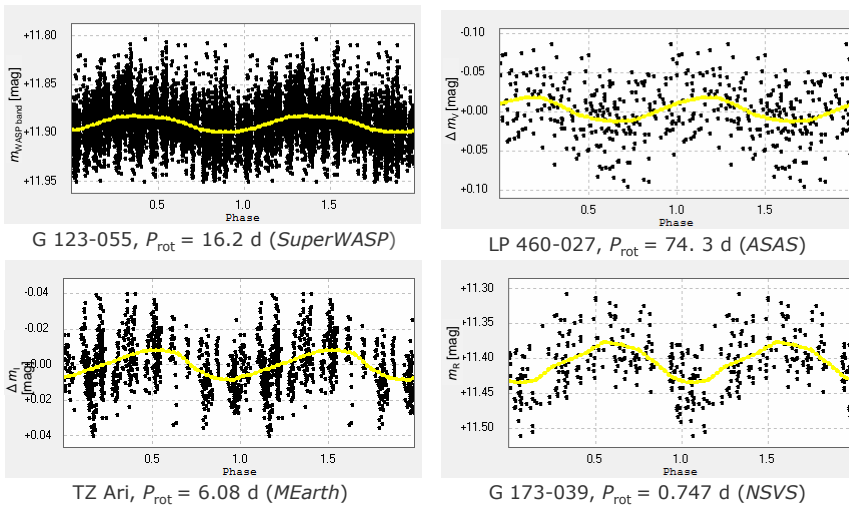 +11.80
+11.85
+11.90
+11.95
m_WASP band [mag]
0.5 1.0 1.5
Phase
G 123-055, P_rot = 16.2 d (SuperWASP)
-0.10
-0.05
+0.00
+0.05
+0.10
Δ m_V [mag]
0.5 1.0 1.5
Phase
LP 460-027, P_rot = 74. 3 d (ASAS)
-0.04
-0.02
+0.00
+0.02
+0.04
Δ m_I
[mag]
0.5 1.0 1.5
Phase
TZ Ari, P_rot = 6.08 d (MEarth)
+11.30
+11.35
+11.40
+11.45
+11.50
m_R [mag]
0.5 1.0 1.5
Phase
G 173-039, P_rot = 0.747 d (NSVS)